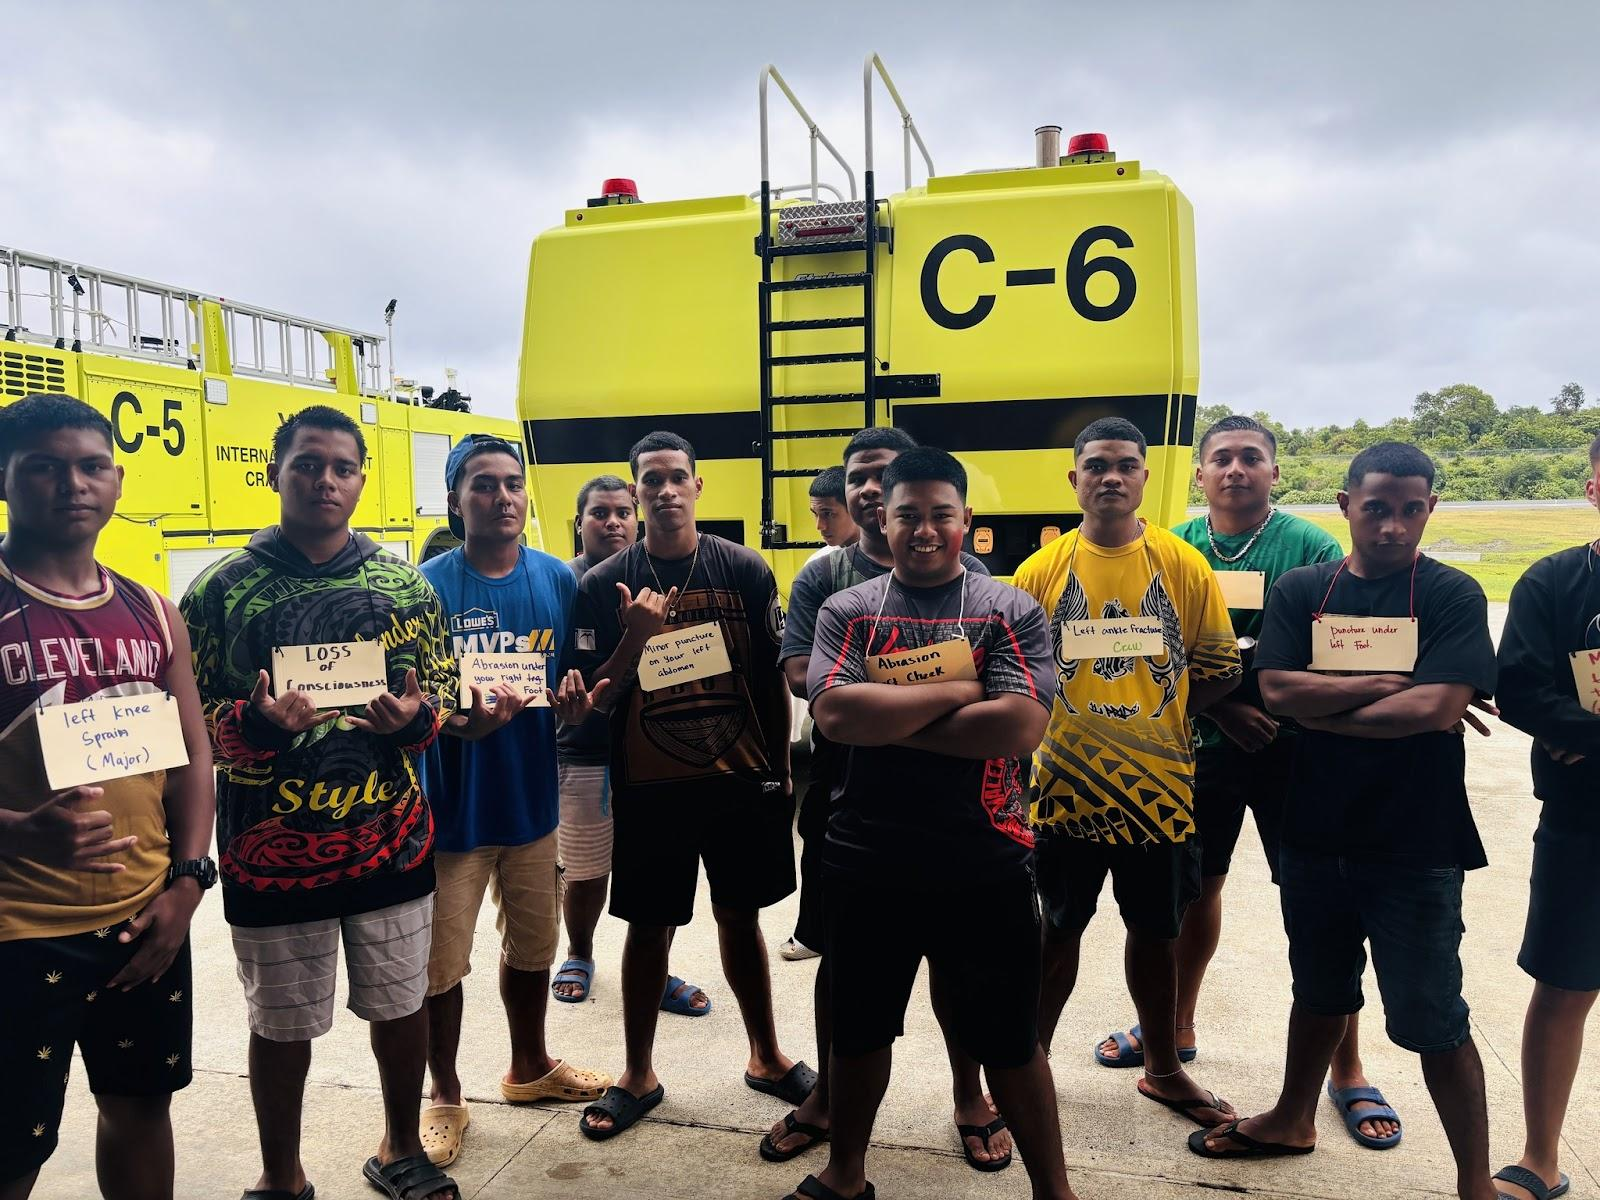 C-6
C-5
INTERNA
CRA
CLEVELAND
left knee
Sprain
(Major)
LOSS
of
Consciousness
Style
LOWE'S
MVPs
Abrasion under
your right leg
Foot
Minor puncture
on your left
abdomen
Abrasion
Cheek
Left ankle fracture
Crew
Puncture under
left Foot.